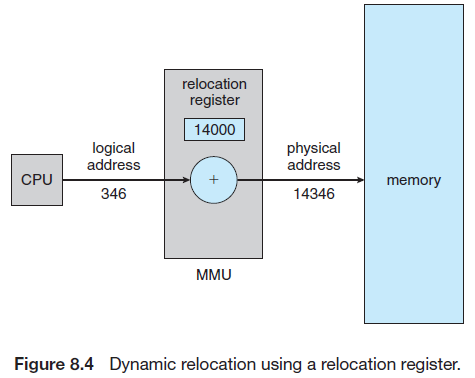 relocation
register
14000
logical
address
physical
address
CPU
+
memory
346
14346
MMU
Figure 8.4 Dynamic relocation using a relocation register.